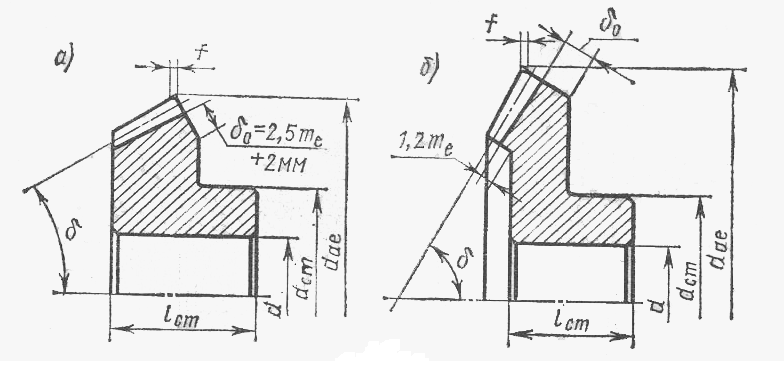 а)
f
δ₀=2,5mₑ
+2мм
δ
d
dст
dae
lст
б)
f
δ₀
1,2mₑ
δ
d
dст
dae
lст